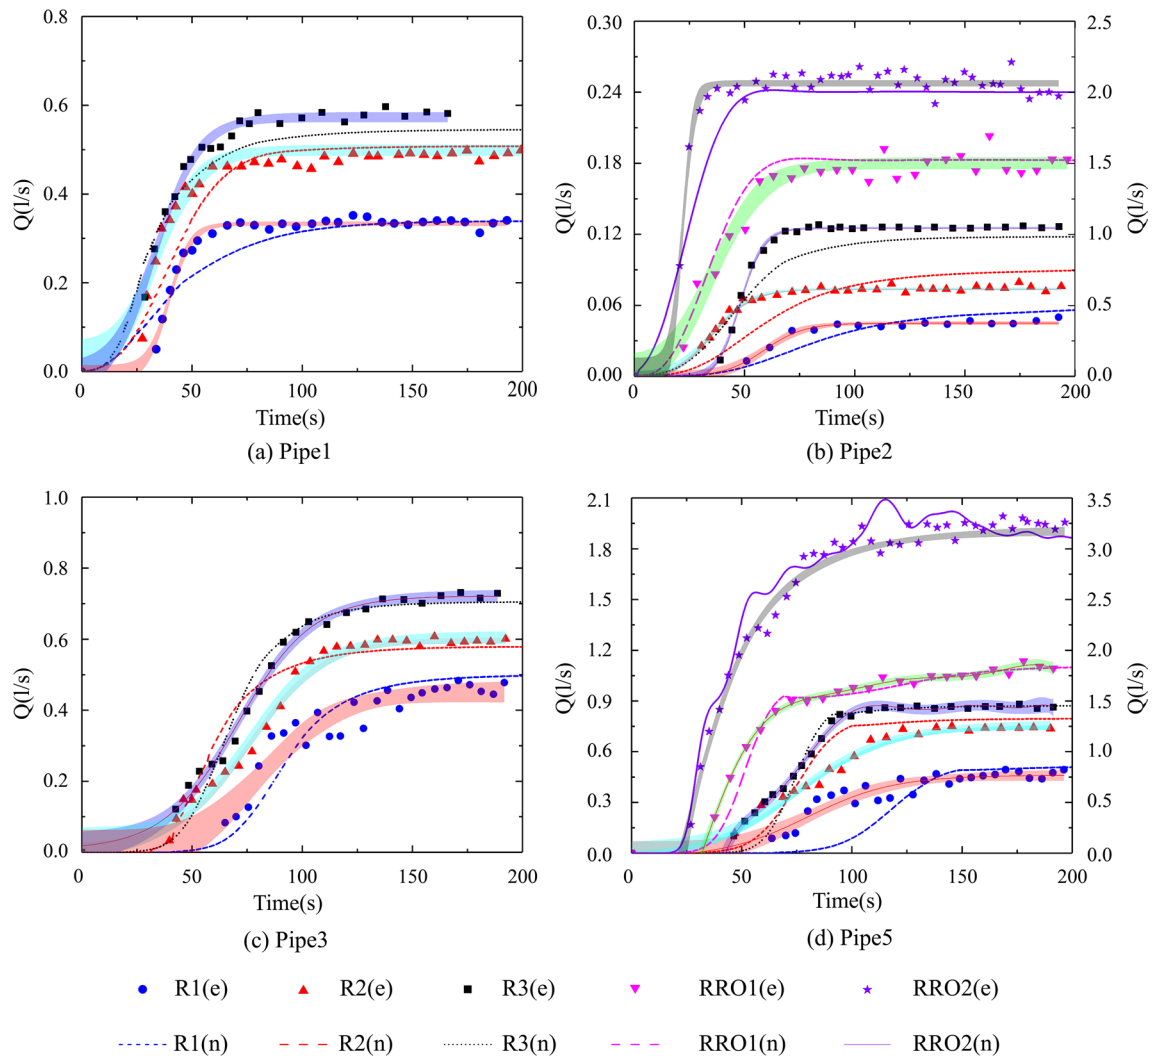 0.8
0.6
0.4
0.2
0.0
Q(l/s)
0 50 100 150 200
Time(s)
(a) Pipe1
0.30
0.24
0.18
0.12
0.06
0.00
Q(l/s)
2.5
2.0
1.5
1.0
0.5
0.0
Q(l/s)
0 50 100 150 200
Time(s)
(b) Pipe2
1.0
0.8
0.6
0.4
0.2
0.0
Q(l/s)
0 50 100 150 200
Time(s)
(c) Pipe3
2.1
1.8
1.5
1.2
0.9
0.6
0.3
0.0
Q(l/s)
3.5
3.0
2.5
2.0
1.5
1.0
0.5
0.0
Q(l/s)
0 50 100 150 200
Time(s)
(d) Pipe5
R1(e) R2(e) R3(e) RRO1(e) RRO2(e)
R1(n) R2(n) R3(n) RRO1(n) RRO2(n)